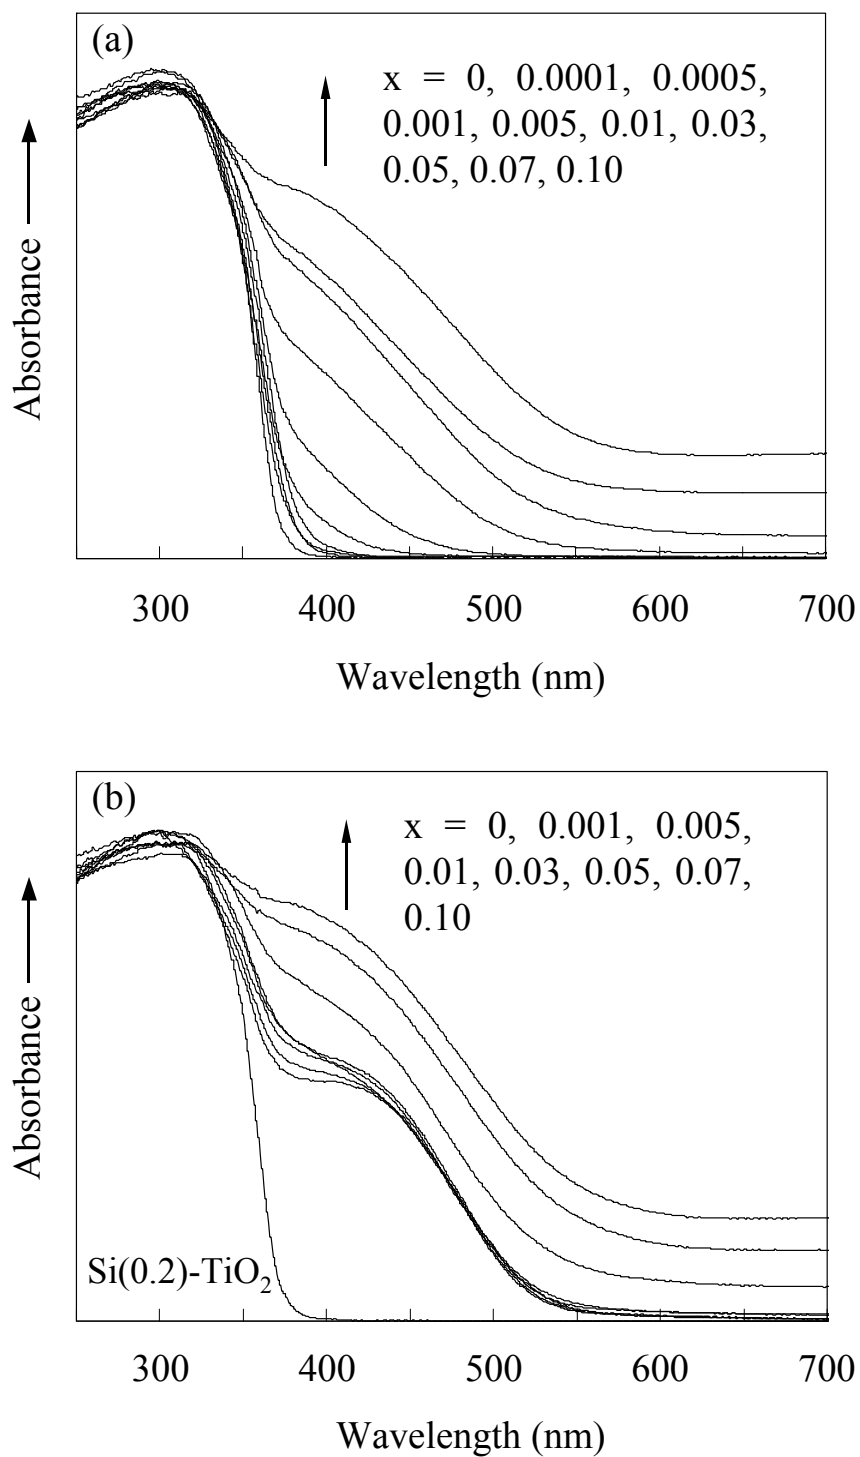 (a)
x = 0, 0.0001, 0.0005,
0.001, 0.005, 0.01, 0.03,
0.05, 0.07, 0.10
Absorbance
300 400 500 600 700
Wavelength (nm)
(b)
x = 0, 0.001, 0.005,
0.01, 0.03, 0.05, 0.07,
0.10
Absorbance
Si(0.2)-TiO₂
300 400 500 600 700
Wavelength (nm)